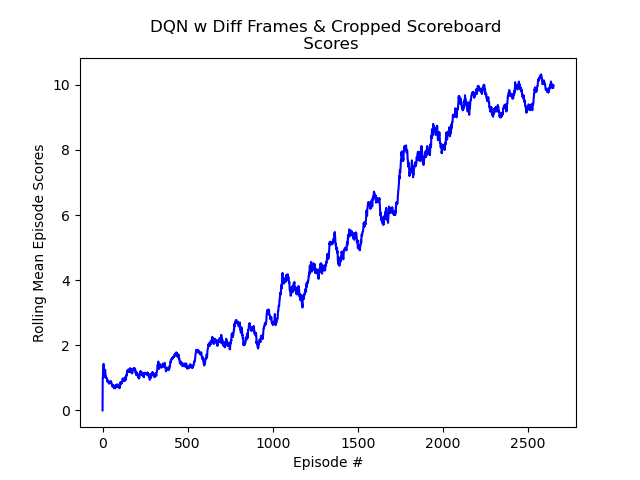 DQN w Diff Frames & Cropped Scoreboard
Scores
10
8
6
4
2
0
Rolling Mean Episode Scores
0 500 1000 1500 2000 2500
Episode #